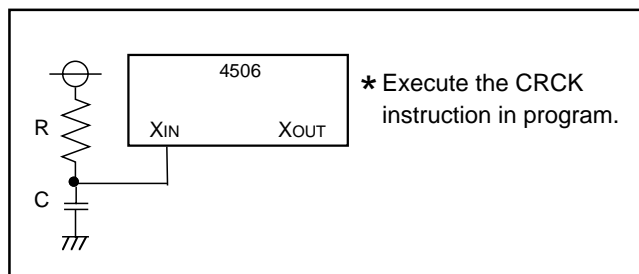 4506
* Execute the CRCK
instruction in program.
R
XIN
XOUT
C